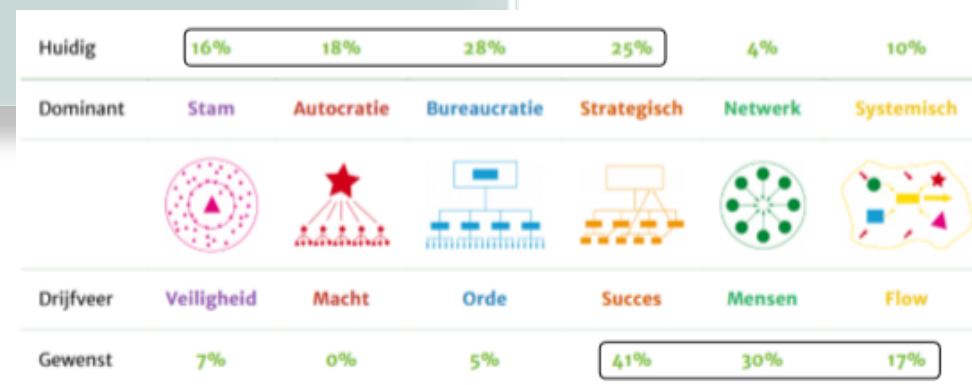 Huidig 16% 18% 28% 25% 4% 10%
Dominant Stam Autocratie Bureaucratie Strategisch Netwerk Systemisch
Drijfveer Veiligheid Macht Orde Succes Mensen Flow
Gewenst 7% 0% 5% 41% 30% 17%